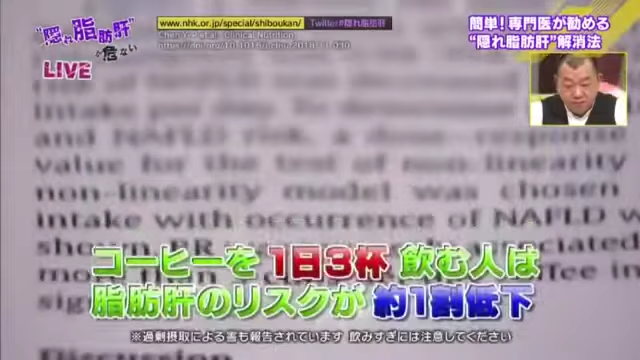 "隠れ脂肪肝"
が危ない
LIVE
www.nhk.or.jp/special/shiboukan/ Twitter#隠れ脂肪肝
簡単！専門医が勧める
"隠れ脂肪肝"解消法
and NAFLD risk, a dose-response
value for the test of non-linearity
non-linearity model was chosen
intake with occurrence of NAFLD
コーヒーを 1日3杯 飲む人は
脂肪肝のリスクが 約1割低下
※過剰摂取による害も報告されています 飲みすぎには注意してください
Discussion